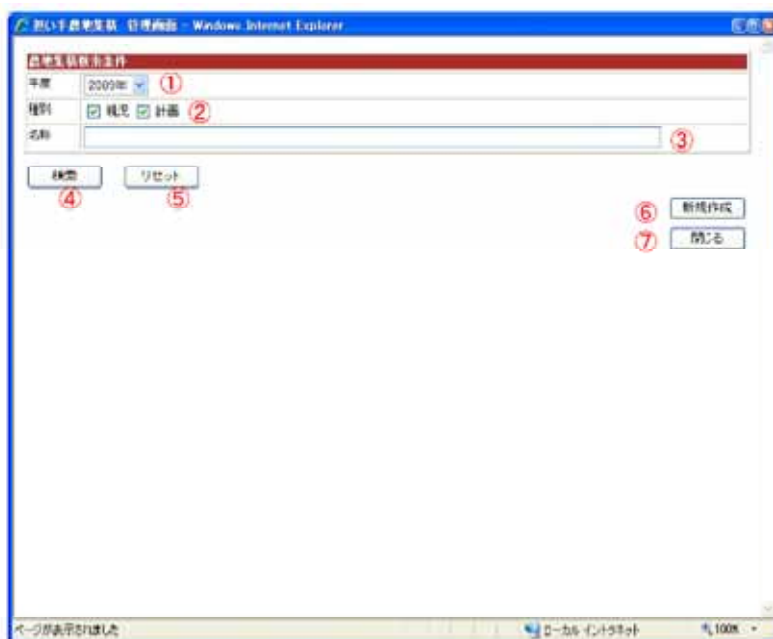 担い手農地集積 管理画面 - Windows Internet Explorer
農地集積検索条件
年度 2009年 ①
種別 現況 計画 ②
名称 ③
検索 リセット
④ ⑤
⑥ 新規作成
⑦ 閉じる
ページが表示されました ローカル イントラネット 100%